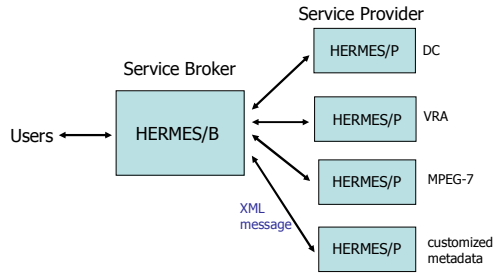 Service Provider
HERMES/P DC
Service Broker
HERMES/B
HERMES/P VRA
Users
HERMES/P MPEG-7
XML
message
HERMES/P customized
metadata